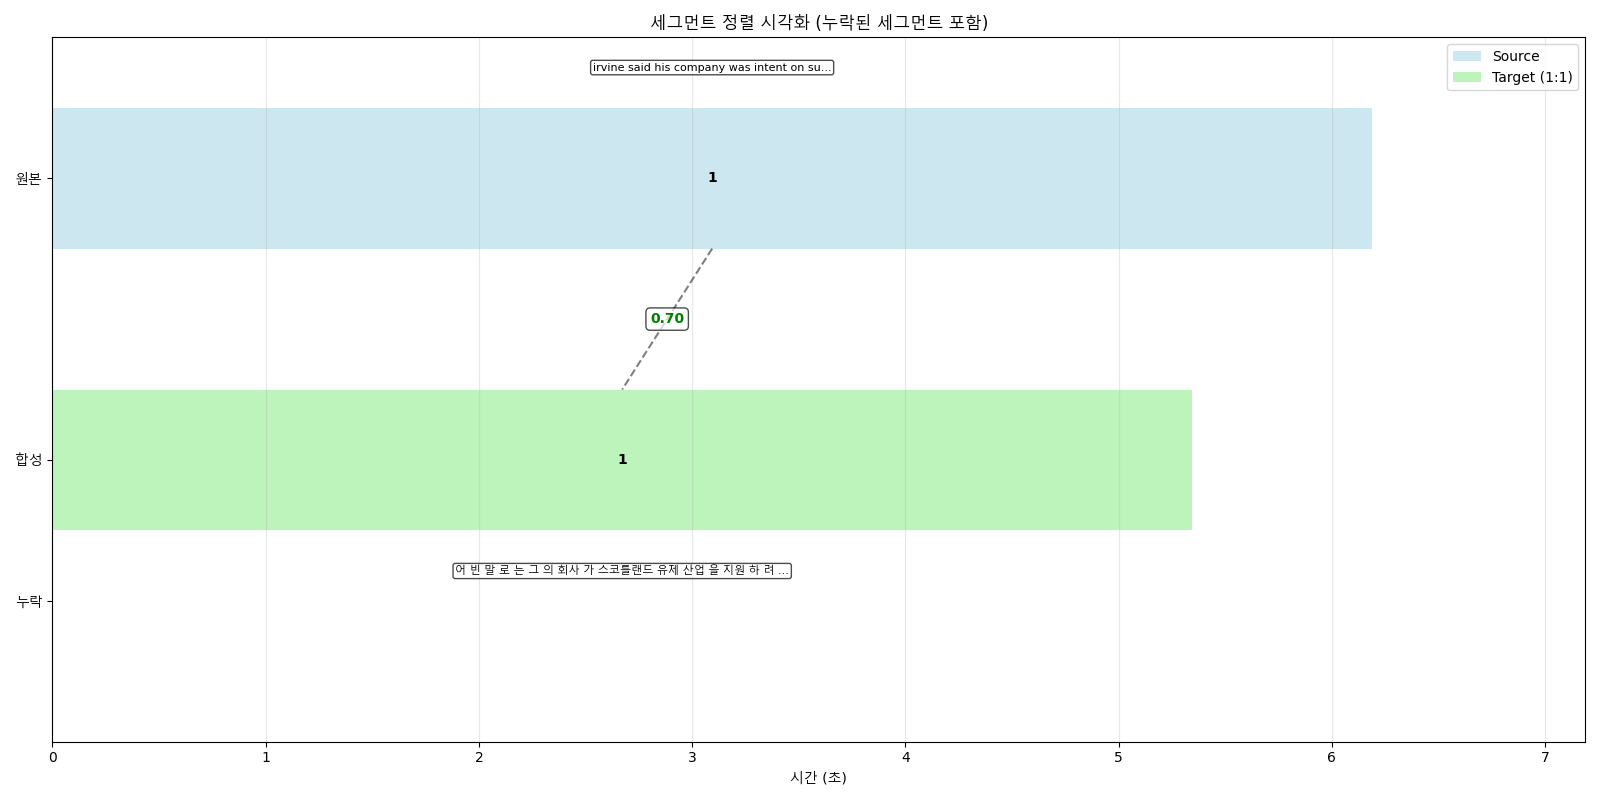 세그먼트 정렬 시각화 (누락된 세그먼트 포함)
irvine said his company was intent on su...
Source
Target (1:1)
원본
1
0.70
합성
1
어 빈 말 로 는 그 의 회사 가 스코틀랜드 유제 산업 을 지원 하 려 ...
누락
0 1 2 3 4 5 6 7
시간 (초)